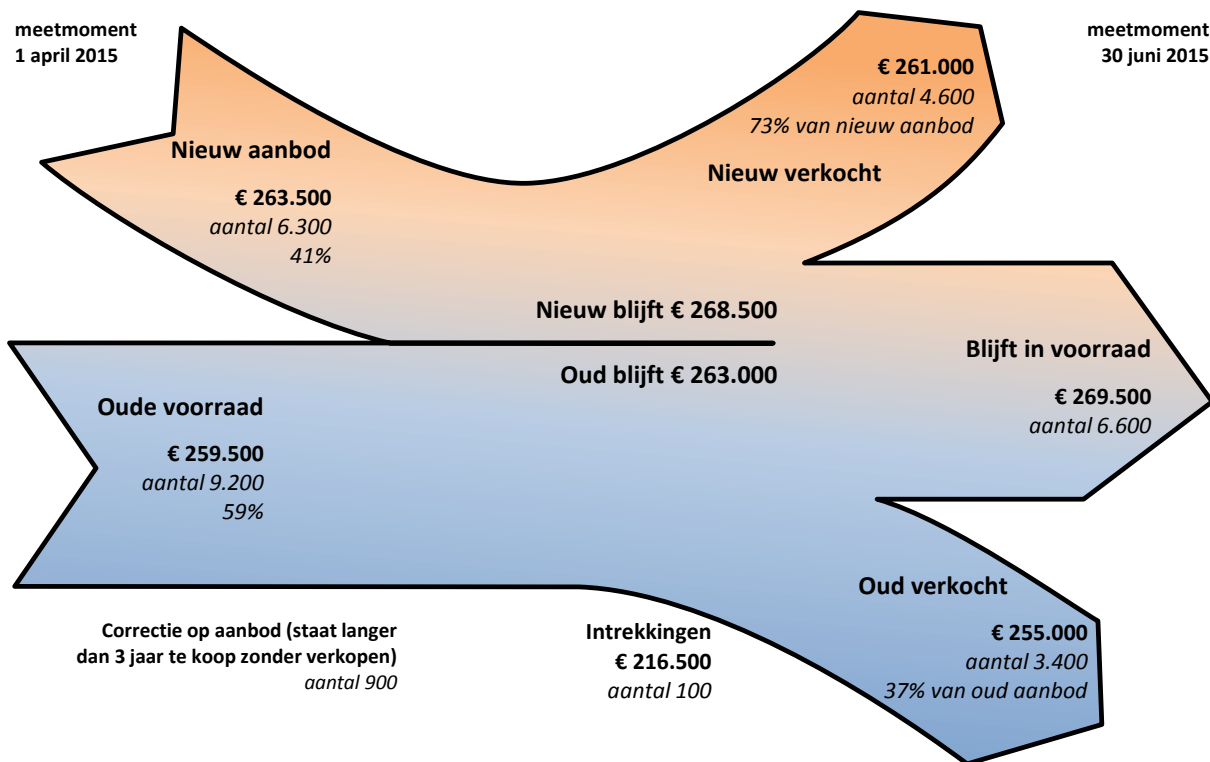 meetmoment
1 april 2015
meetmoment
30 juni 2015
€ 261.000
aantal 4.600
73% van nieuw aanbod
Nieuw verkocht
Nieuw aanbod
€ 263.500
aantal 6.300
41%
Nieuw blijft € 268.500
Oud blijft € 263.000
Blijft in voorraad
€ 269.500
aantal 6.600
Oude voorraad
€ 259.500
aantal 9.200
59%
Oud verkocht
€ 255.000
aantal 3.400
37% van oud aanbod
Correctie op aanbod (staat langer
dan 3 jaar te koop zonder verkopen)
aantal 900
Intrekkingen
€ 216.500
aantal 100